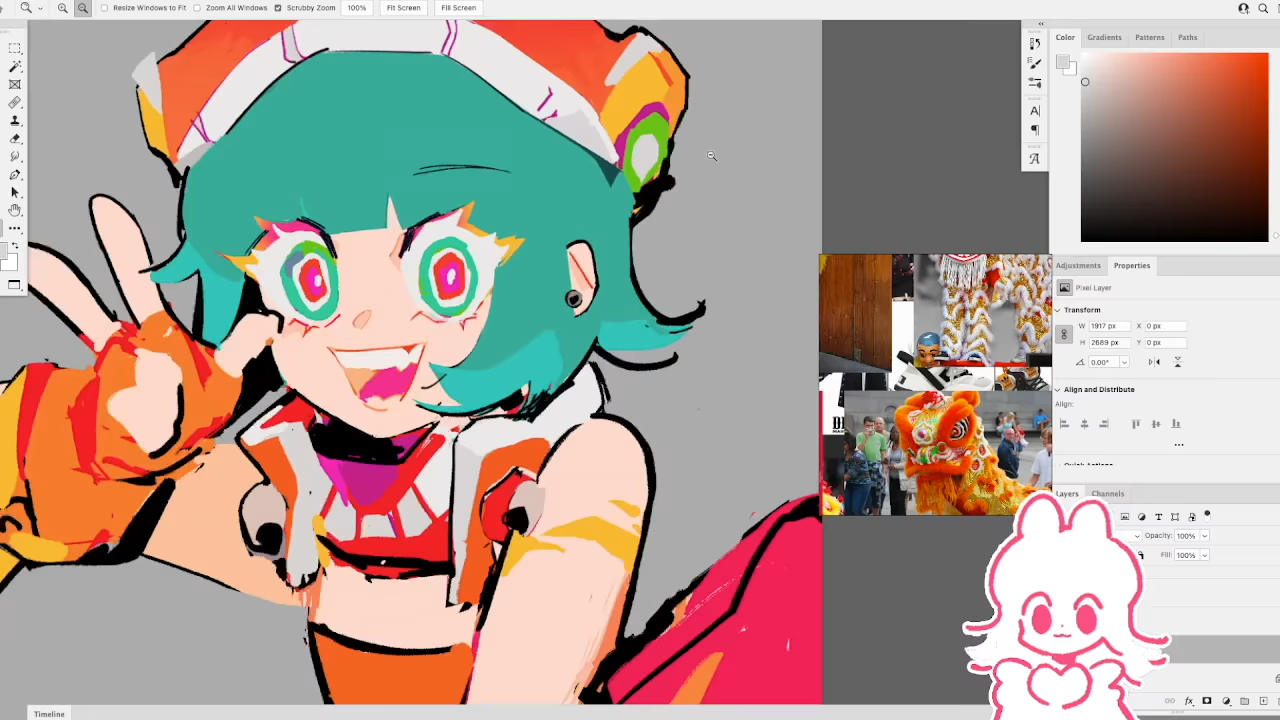 Resize Windows to Fit
Zoom All Windows
Scrubby Zoom
100%
Fit Screen
Fill Screen
Color
Gradients
Patterns
Paths
Adjustments
Properties
Pixel Layer
Transform
W 1917 px X 0 px
H 2689 px Y 0 px
0.00°
Align and Distribute
Align:
Quick Actions
Layers
Channels
Opacity: 100%
Fill: 100%
Timeline